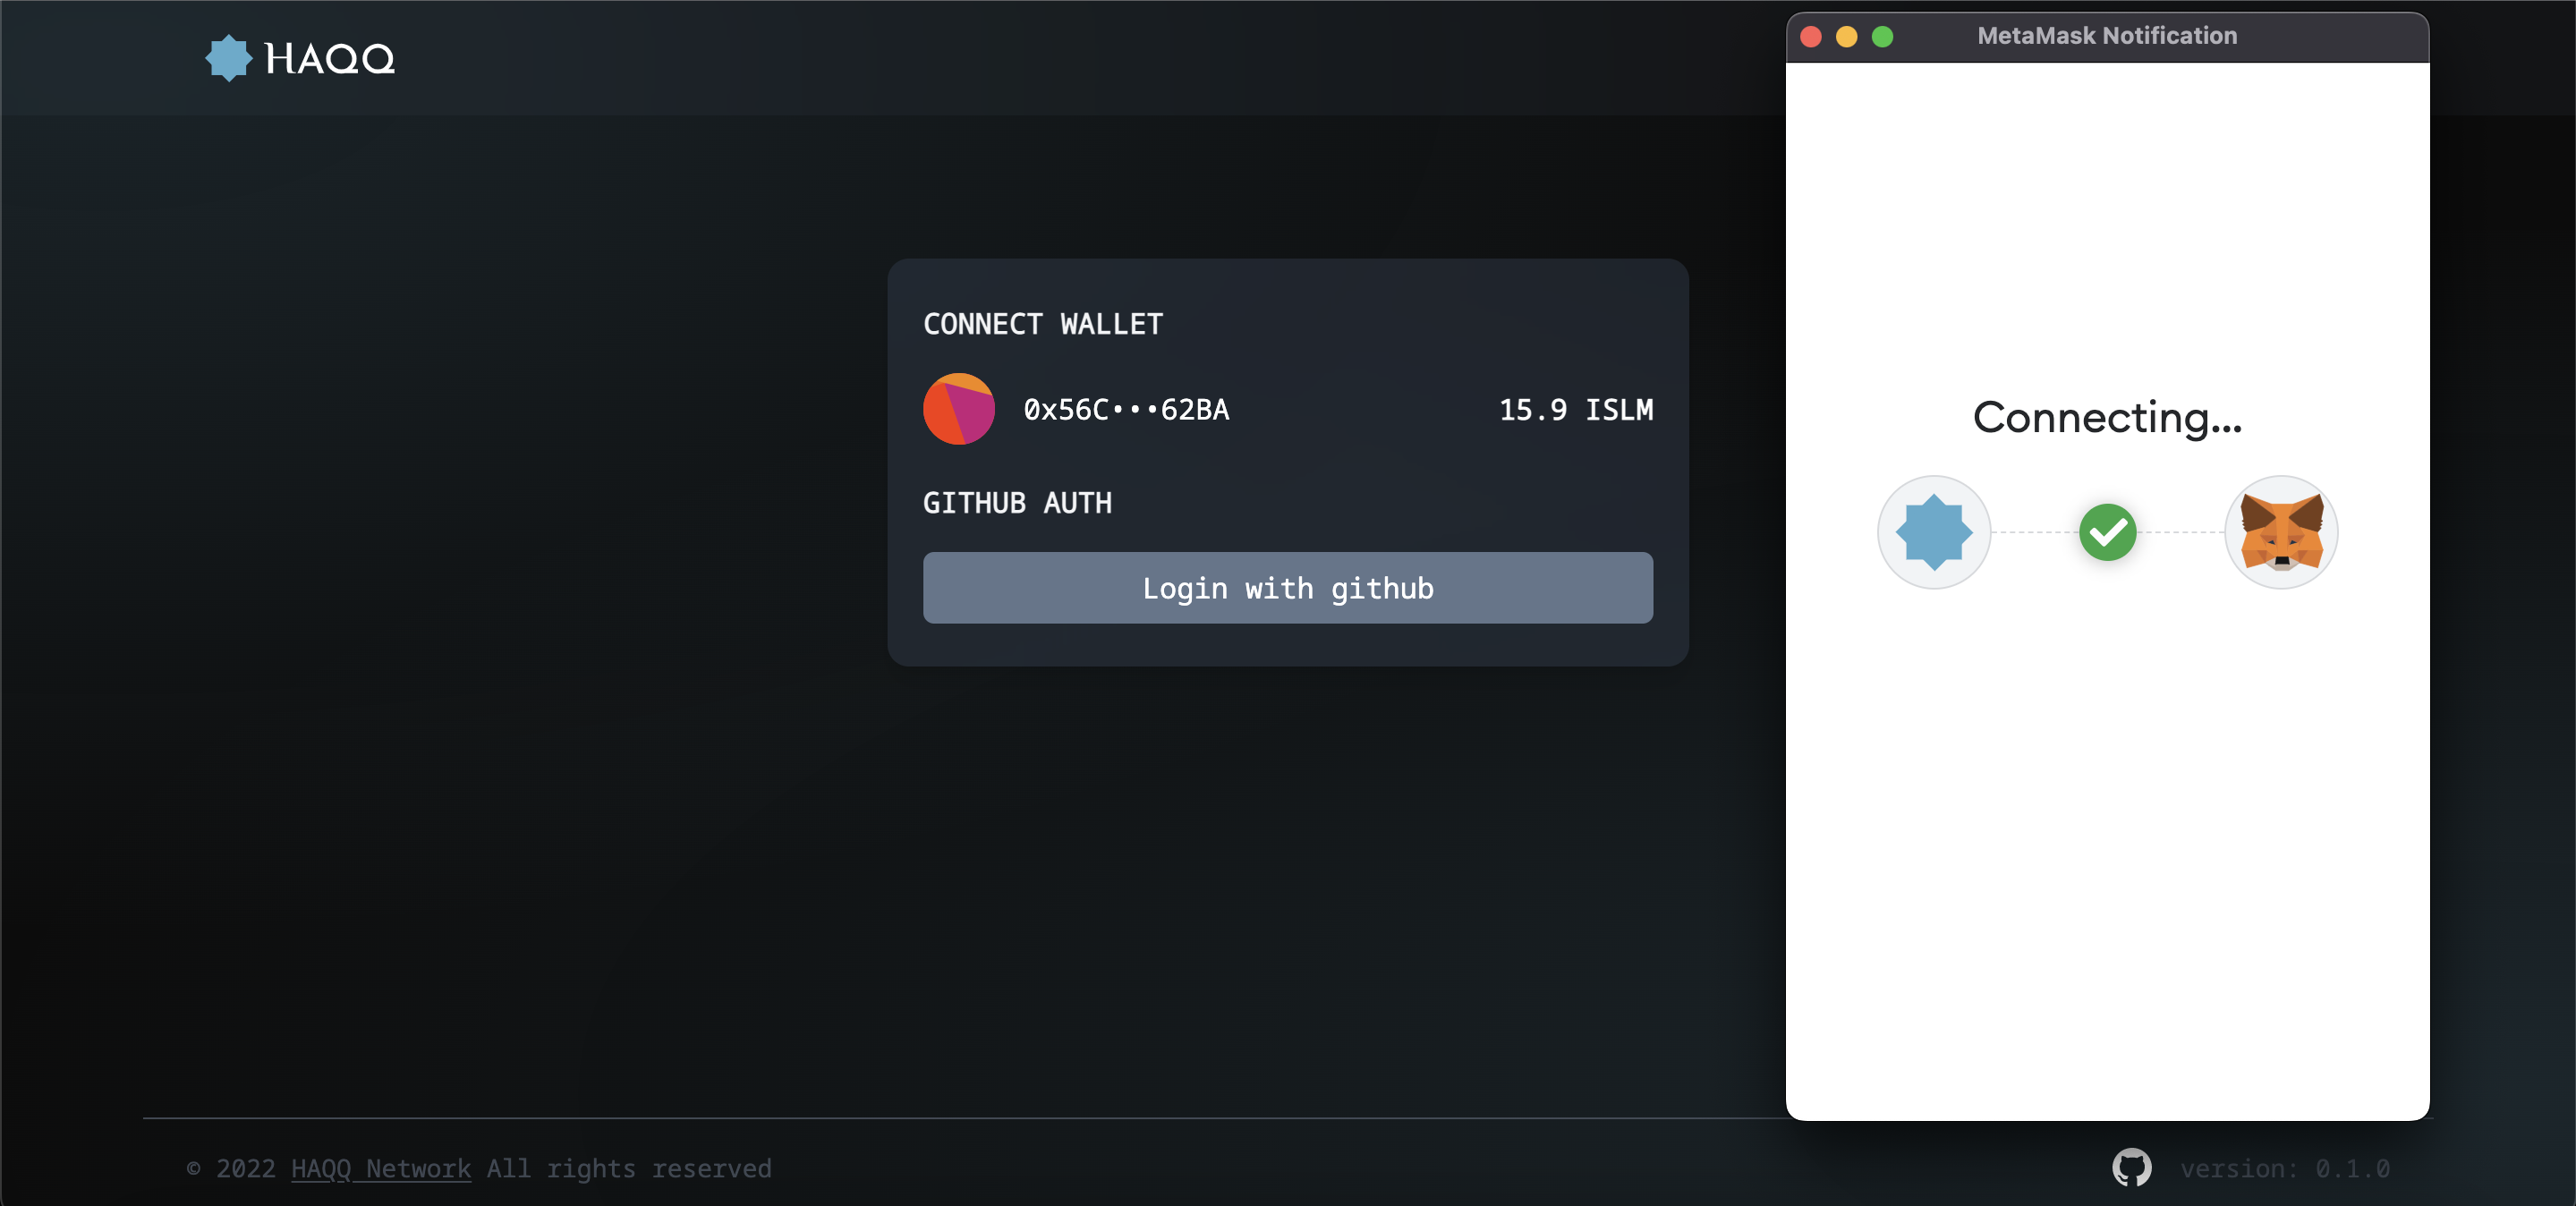 HAQQ
MetaMask Notification
CONNECT WALLET
0x56C•••62BA
15.9 ISLM
GITHUB AUTH
Login with github
Connecting...
© 2022 HAQQ Network All rights reserved
version: 0.1.0